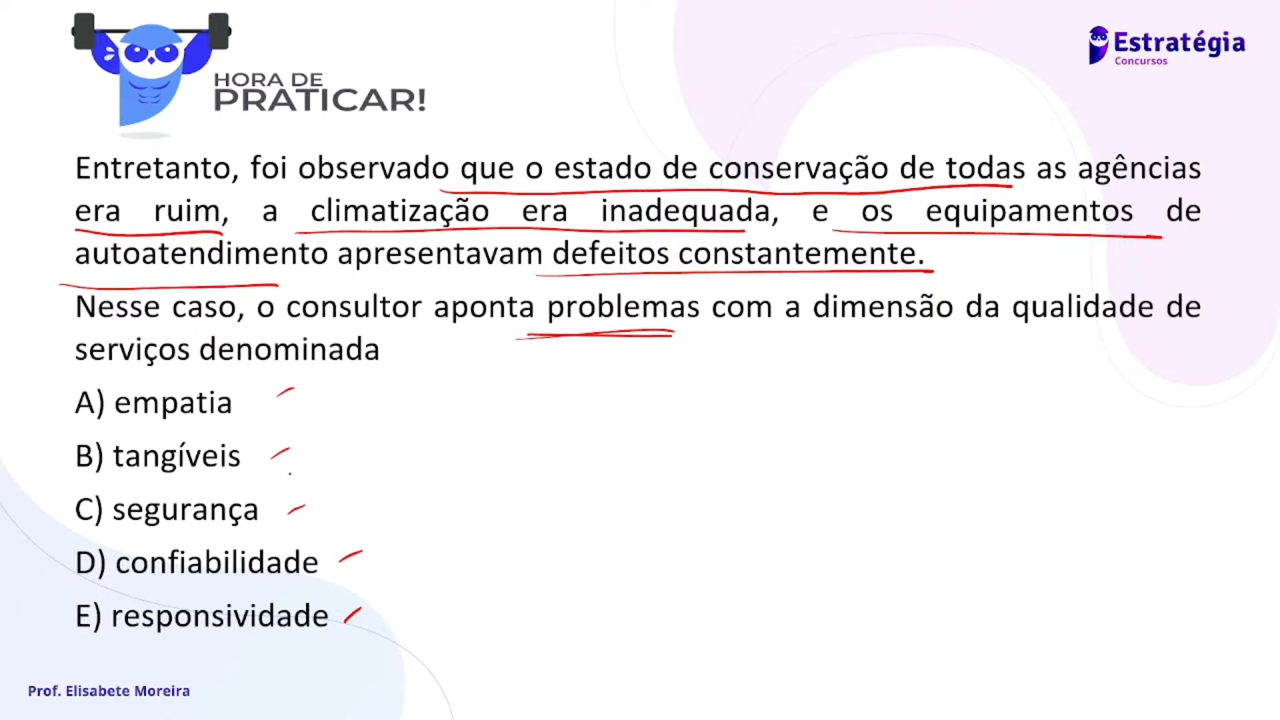 HORA DE
PRATICAR!
Estratégia
Concursos
Entretanto, foi observado que o estado de conservação de todas as agências
era ruim, a climatização era inadequada, e os equipamentos de
autoatendimento apresentavam defeitos constantemente.
Nesse caso, o consultor aponta problemas com a dimensão da qualidade de
serviços denominada
A) empatia
B) tangíveis
C) segurança
D) confiabilidade
E) responsividade
Prof. Elisabete Moreira